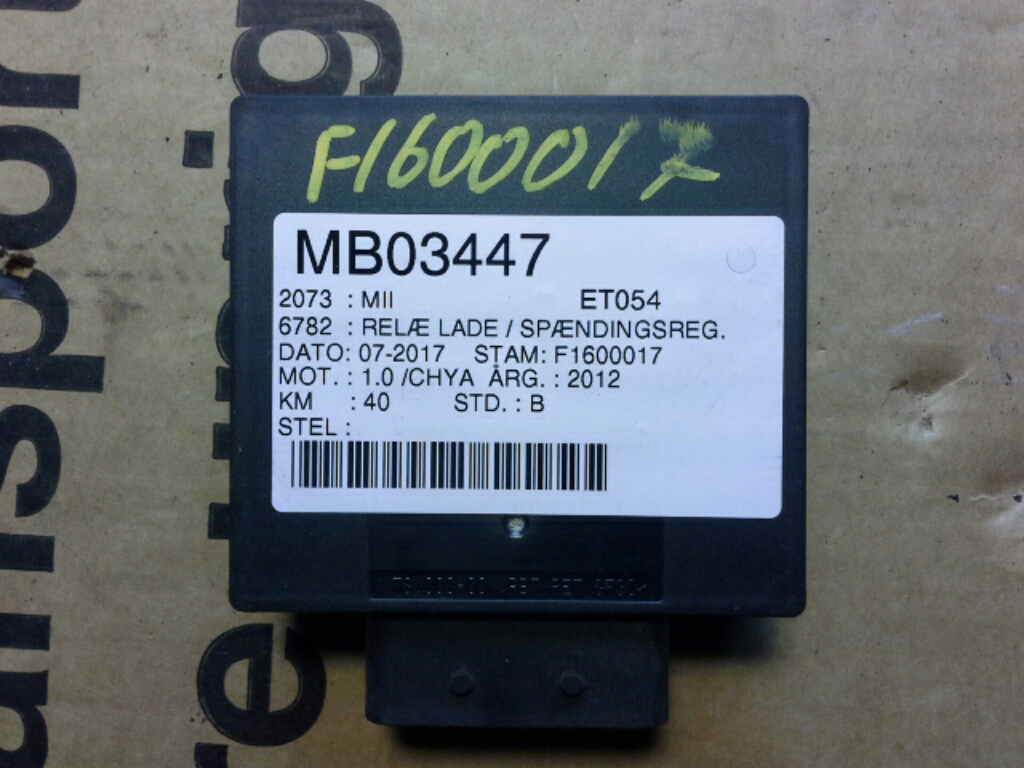 F1600017
MB03447
2073 : MII ET054
6782 : RELÆ LADE / SPÆNDINGSREG.
DATO: 07-2017 STAM: F1600017
MOT. : 1.0 /CHYA ÅRG. : 2012
KM : 40 STD. : B
STEL :